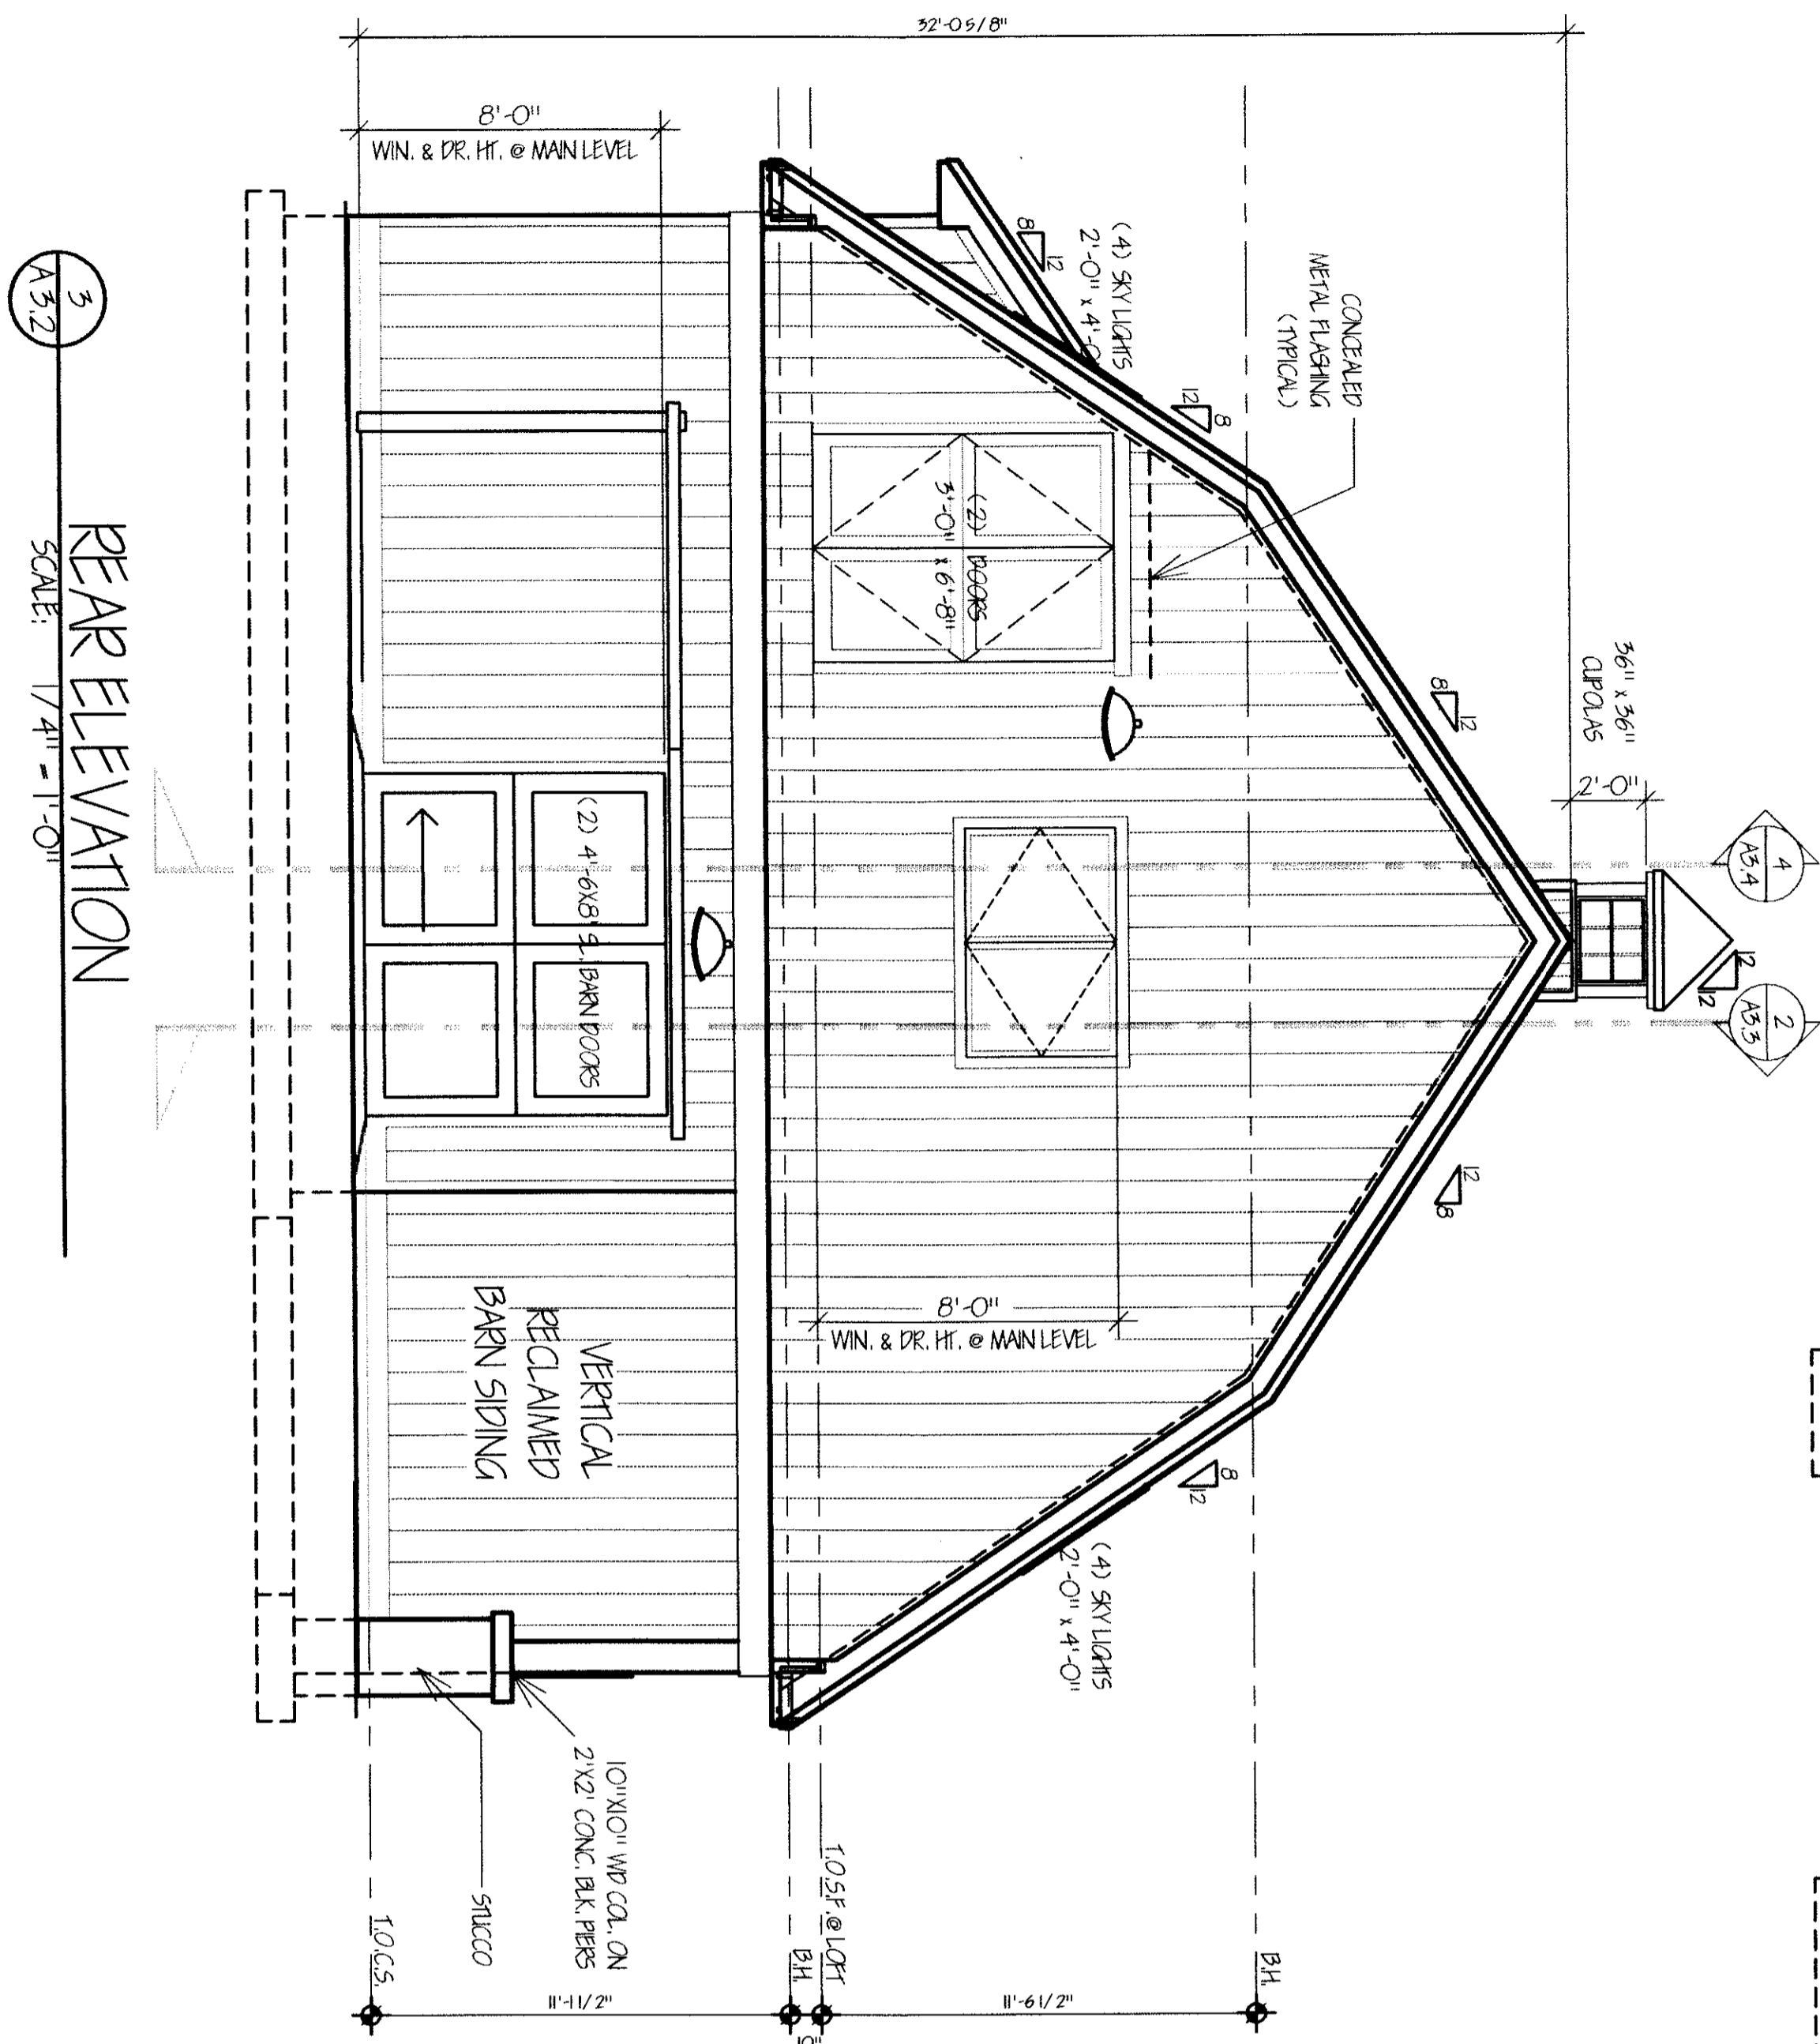 4
A3.4
2
A3.3
36" x 36"
CUPOLAS
2'-0"
12
12
32'-0 5/8"
12
8
12
8
CONCEALED
METAL FLASHING
(TYPICAL)
8
12
8
12
B.H.
(4) SKYLIGHTS
2'-0" x 4'-0
(4) SKYLIGHTS
2'-0" x 4'-0"
8
12
(2) DOORS
3'-0" x 6'-8"
8'-0"
WIN. & DR. HT. @ MAIN LEVEL
11'-6 1/2"
T.O.S.F. @ LOFT
B.H.
8'-0"
WIN. & DR. HT. @ MAIN LEVEL
(2) 4'-6X8' SL. BARN DOORS
VERTICAL
RECLAIMED
BARN SIDING
10"X10" WD COL. ON
2'X2' CONC. BLK. PIERS
STUCCO
11'-1 1/2"
T.O.C.S.
3
A3.2
REAR ELEVATION
SCALE: 1/4" = 1'-0"